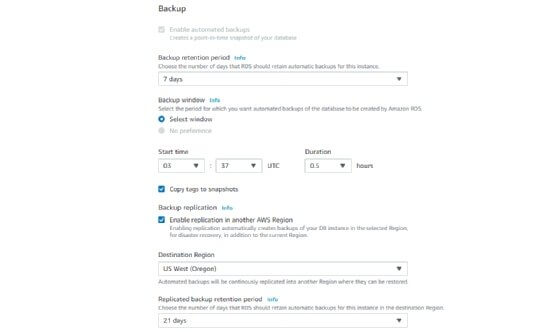 Backup
Enable automated backups
Creates a point-in-time snapshot of your database
Backup retention period Info
Choose the number of days that RDS should retain automatic backups for this instance.
7 days
Backup window Info
Select the period for which you want automated backups of the database to be created by Amazon RDS.
Select window
No preference
Start time Duration
03 : 37 UTC 0.5 hours
Copy tags to snapshots
Backup replication Info
Enable replication in another AWS Region
Enabling replication automatically creates backups of your DB instance in the selected Region,
for disaster recovery, in addition to the current Region.
Destination Region
US West (Oregon)
Automated backups will be continously replicated into another Region where they can be restored.
Replicated backup retention period Info
Choose the number of days that RDS should retain automatic backups for this instance in the destination Region.
21 days